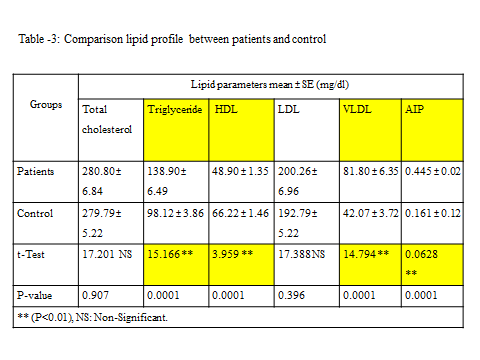 Table -3: Comparison lipid profile between patients and control
Groups
Lipid parameters mean ± SE (mg/dl)
Total cholesterol Triglyceride HDL LDL VLDL AIP
Patients 280.80± 6.84 138.90± 6.49 48.90±1.35 200.26± 6.96 81.80±6.35 0.445±0.02
Control 279.79± 5.22 98.12±3.86 66.22±1.46 192.79± 5.22 42.07±3.72 0.161±0.12
t-Test 17.201 NS 15.166** 3.959 ** 17.388NS 14.794** 0.0628 **
P-value 0.907 0.0001 0.0001 0.396 0.0001 0.0001
** (P<0.01), NS: Non-Significant.